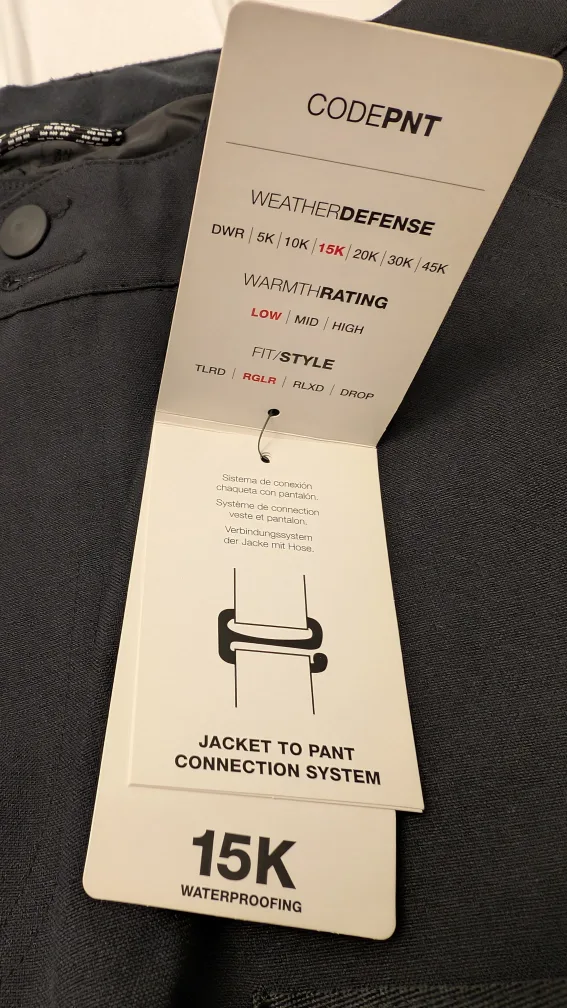 CODEPNT
WEATHERDEFENSE
DWR | 5K | 10K | 15K | 20K | 30K | 45K
WARMTHRATING
LOW | MID | HIGH
FIT/STYLE
TLRD | RGLR | RLXD | DROP
Sistema de conexión
chaqueta con pantalón.
Système de connection
veste et pantalon.
Verbindungssystem
der Jacke mit Hose.
JACKET TO PANT
CONNECTION SYSTEM
15K
WATERPROOFING